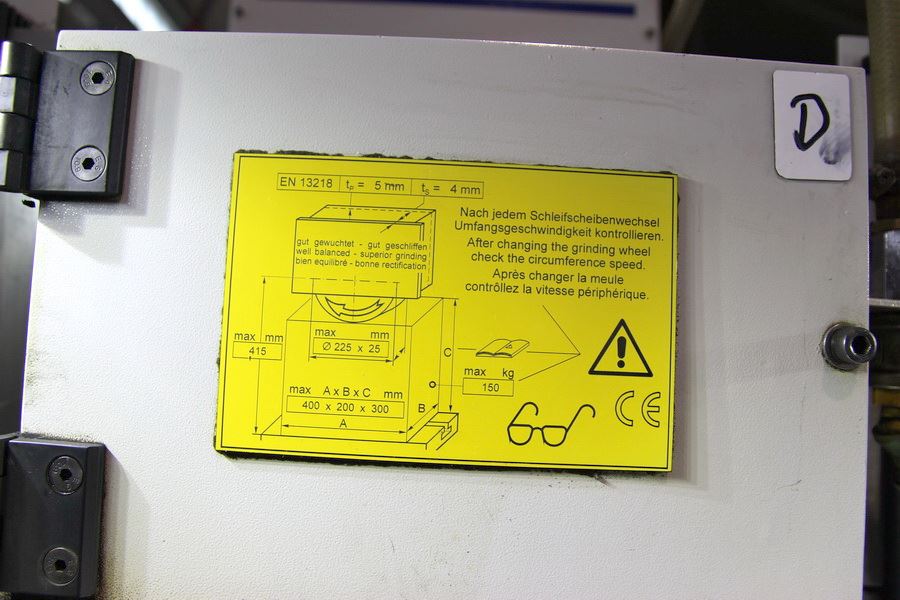 D
EN 13218 tP = 5 mm tS = 4 mm
gut gewuchtet - gut geschliffen
well balanced - superior grinding
bien equilibré - bonne rectification
Nach jedem Schleifscheibenwechsel
Umfangsgeschwindigkeit kontrollieren.
After changing the grinding wheel
check the circumference speed.
Après changer la meule
contrôllez la vitesse périphérique.
max mm
415
max mm
Ø 225 x 25
C
max kg
150
max A x B x C mm
400 x 200 x 300
B
A
CE